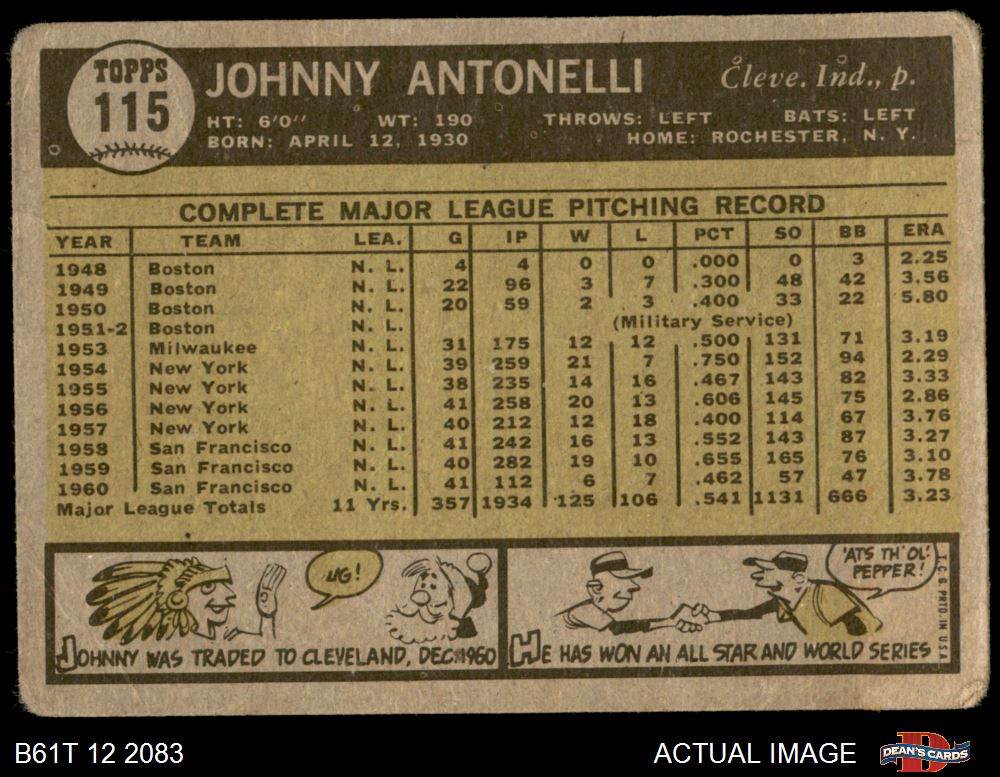 TOPPS
115
JOHNNY ANTONELLI Cleve. Ind., p.
HT: 6'0'' WT: 190 THROWS: LEFT BATS: LEFT
BORN: APRIL 12, 1930 HOME: ROCHESTER, N. Y.
COMPLETE MAJOR LEAGUE PITCHING RECORD
YEAR TEAM LEA. G IP W L PCT SO BB ERA
1948 Boston N. L. 4 4 0 0 .000 0 3 2.25
1949 Boston N. L. 22 96 3 7 .300 48 42 3.56
1950 Boston N. L. 20 59 2 3 .400 33 22 5.80
1951-2 Boston N. L. (Military Service)
1953 Milwaukee N. L. 31 175 12 12 .500 131 71 3.19
1954 New York N. L. 39 259 21 7 .750 152 94 2.29
1955 New York N. L. 38 235 14 16 .467 143 82 3.33
1956 New York N. L. 41 258 20 13 .606 145 75 2.86
1957 New York N. L. 40 212 12 18 .400 114 67 3.76
1958 San Francisco N. L. 41 242 16 13 .552 143 87 3.27
1959 San Francisco N. L. 40 282 19 10 .655 165 76 3.10
1960 San Francisco N. L. 41 112 6 7 .462 57 47 3.78
Major League Totals 11 Yrs. 357 1934 125 106 .541 1131 666 3.23
UG!
JOHNNY WAS TRADED TO CLEVELAND, DEC. 1960
'ATS TH' OL'
PEPPER!
HE HAS WON AN ALL STAR AND WORLD SERIES
T.C.G. PRTD. IN U.S.A.
B61T 12 2083
ACTUAL IMAGE
DEAN'S CARDS